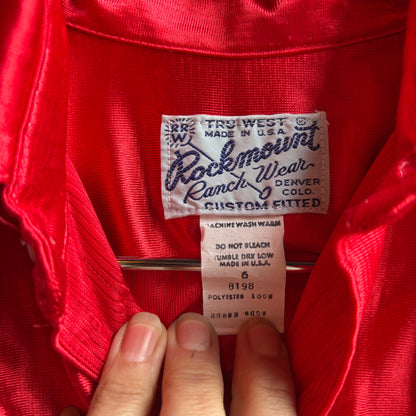 TRU-WEST ®
RRW
MADE IN U.S.A.
Rockmount
Ranch Wear
DENVER
COLO.
CUSTOM FITTED
MACHINE WASH WARM
DO NOT BLEACH
TUMBLE DRY LOW
MADE IN U.S.A.
6
8198
POLYESTER 100%